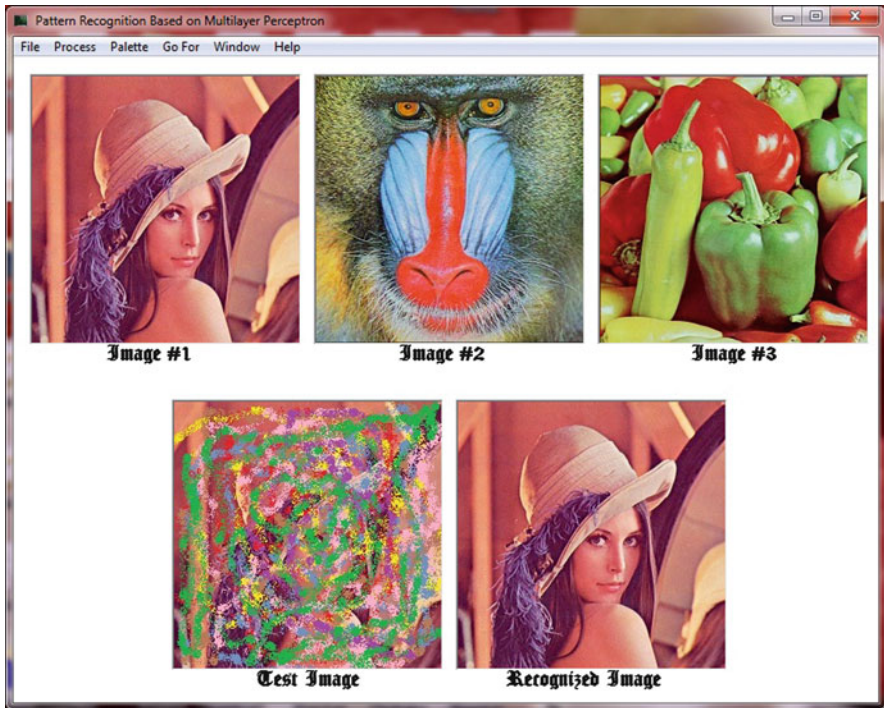 Pattern Recognition Based on Multilayer Perceptron
File Process Palette Go For Window Help
Image #1 Image #2 Image #3
Test Image Recognized Image